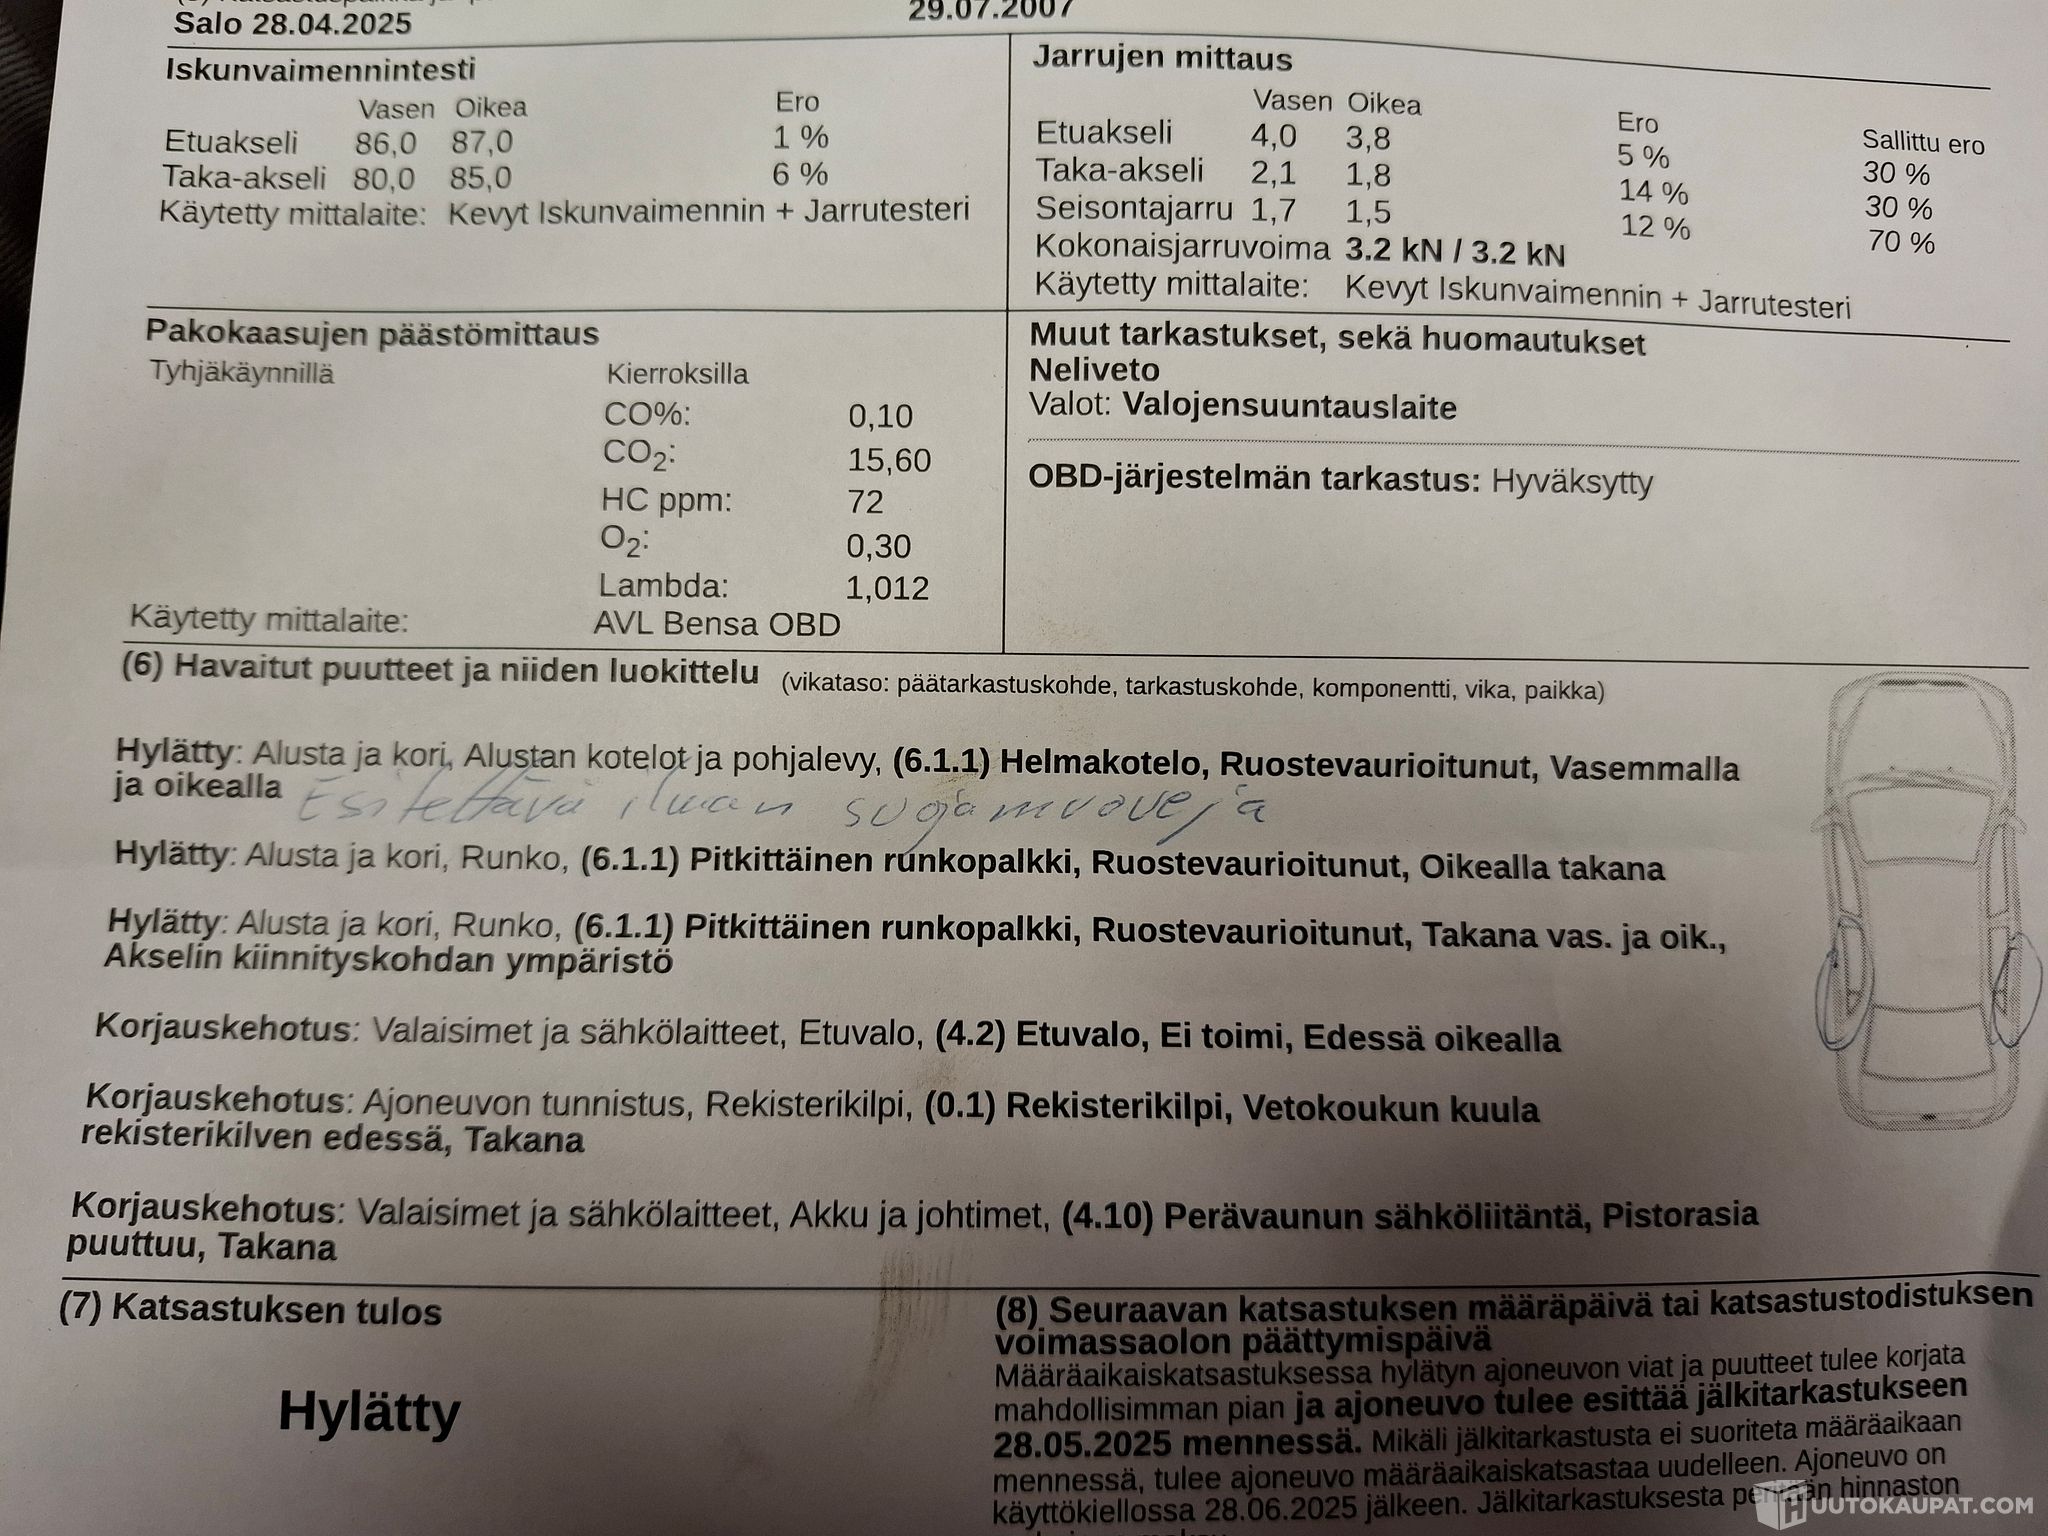 Salo 28.04.2025
29.07.2007
Iskunvaimennintesti
Vasen Oikea Ero
Etuakseli 86,0 87,0 1 %
Taka-akseli 80,0 85,0 6 %
Käytetty mittalaite: Kevyt Iskunvaimennin + Jarrutesteri
Jarrujen mittaus
Vasen Oikea Ero Sallittu ero
Etuakseli 4,0 3,8 5 % 30 %
Taka-akseli 2,1 1,8 14 % 30 %
Seisontajarru 1,7 1,5 12 % 70 %
Kokonaisjarruvoima 3.2 kN / 3.2 kN
Käytetty mittalaite: Kevyt Iskunvaimennin + Jarrutesteri
Pakokaasujen päästömittaus
Tyhjäkäynnillä Kierroksilla
CO%: 0,10
CO2: 15,60
HC ppm: 72
O2: 0,30
Lambda: 1,012
Käytetty mittalaite: AVL Bensa OBD
Muut tarkastukset, sekä huomautukset
Neliveto
Valot: Valojensuuntauslaite
OBD-järjestelmän tarkastus: Hyväksytty
(6) Havaitut puutteet ja niiden luokittelu (vikataso: päätarkastuskohde, tarkastuskohde, komponentti, vika, paikka)
Hylätty: Alusta ja kori, Alustan kotelot ja pohjalevy, (6.1.1) Helmakotelo, Ruostevaurioitunut, Vasemmalla
ja oikealla Esitettävä ilman suojamuoveja
Hylätty: Alusta ja kori, Runko, (6.1.1) Pitkittäinen runkopalkki, Ruostevaurioitunut, Oikealla takana
Hylätty: Alusta ja kori, Runko, (6.1.1) Pitkittäinen runkopalkki, Ruostevaurioitunut, Takana vas. ja oik.,
Akselin kiinnityskohdan ympäristö
Korjauskehotus: Valaisimet ja sähkölaitteet, Etuvalo, (4.2) Etuvalo, Ei toimi, Edessä oikealla
Korjauskehotus: Ajoneuvon tunnistus, Rekisterikilpi, (0.1) Rekisterikilpi, Vetokoukun kuula
rekisterikilven edessä, Takana
Korjauskehotus: Valaisimet ja sähkölaitteet, Akku ja johtimet, (4.10) Perävaunun sähköliitäntä, Pistorasia
puuttuu, Takana
(7) Katsastuksen tulos
Hylätty
(8) Seuraavan katsastuksen määräpäivä tai katsastustodistuksen
voimassaolon päättymispäivä
Määräaikaiskatsastuksessa hylätyn ajoneuvon viat ja puutteet tulee korjata
mahdollisimman pian ja ajoneuvo tulee esittää jälkitarkastukseen
28.05.2025 mennessä. Mikäli jälkitarkastusta ei suoriteta määräaikaan
mennessä, tulee ajoneuvo määräaikaiskatsastaa uudelleen. Ajoneuvo on
käyttökiellossa 28.06.2025 jälkeen. Jälkitarkastuksesta hinnaston
HUUTOKAUPAT.COM